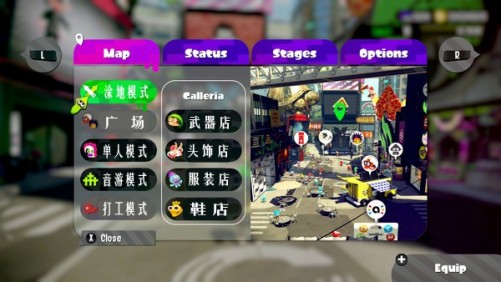 L
Map
Status
Stages
Options
R
涂地模式
广场
单人模式
音游模式
打工模式
Galleria
武器店
头饰店
服装店
鞋店
X Close
+ Equip